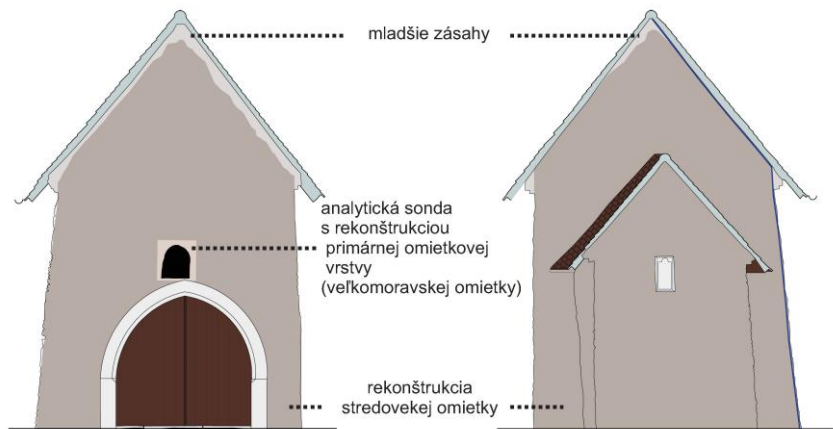 mladšie zásahy
analytická sonda
s rekonštrukciou
primárnej omietkovej
vrstvy
(veľkomoravskej omietky)
rekonštrukcia
stredovekej omietky